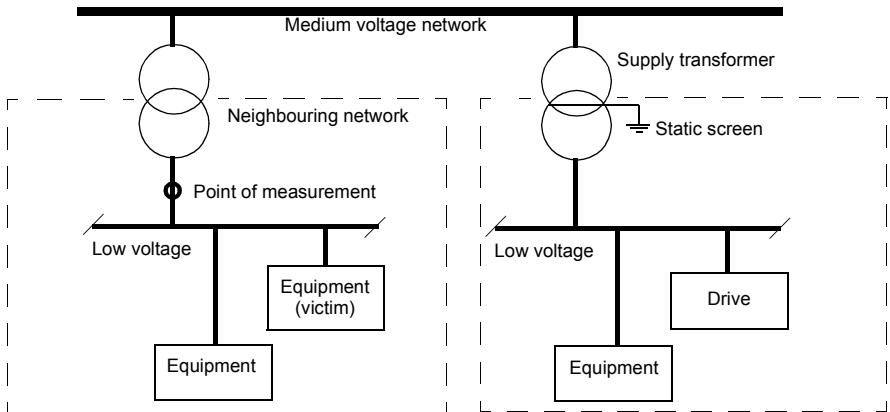 Medium voltage network
Supply transformer
Neighbouring network
Static screen
Point of measurement
Low voltage
Low voltage
Equipment
(victim)
Drive
Equipment
Equipment